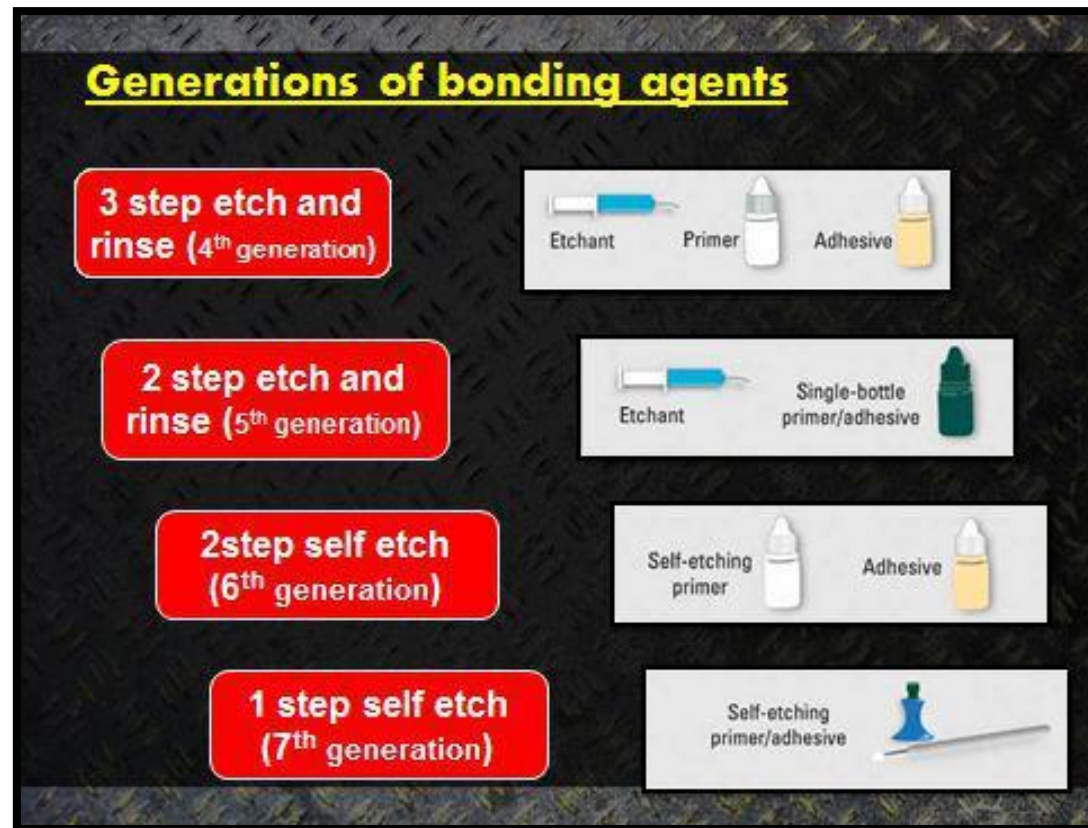 Generations of bonding agents
3 step etch and
rinse (4th generation)
Etchant
Primer
Adhesive
2 step etch and
rinse (5th generation)
Etchant
Single-bottle
primer/adhesive
2step self etch
(6th generation)
Self-etching
primer
Adhesive
1 step self etch
(7th generation)
Self-etching
primer/adhesive